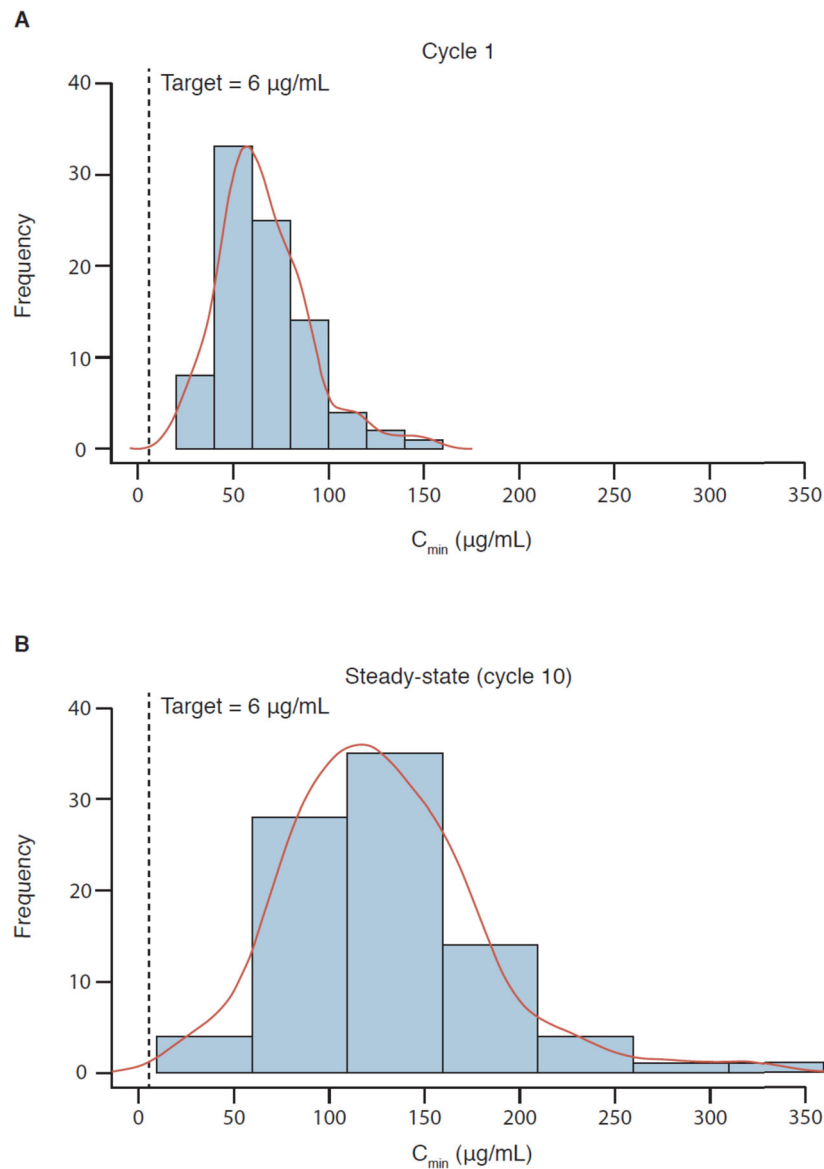 A
Cycle 1
Target = 6 µg/mL
40
30
20
10
0
Frequency
0 50 100 150 200 250 300 350
Cmin (µg/mL)
B
Steady-state (cycle 10)
Target = 6 µg/mL
40
30
20
10
0
Frequency
0 50 100 150 200 250 300 350
Cmin (µg/mL)